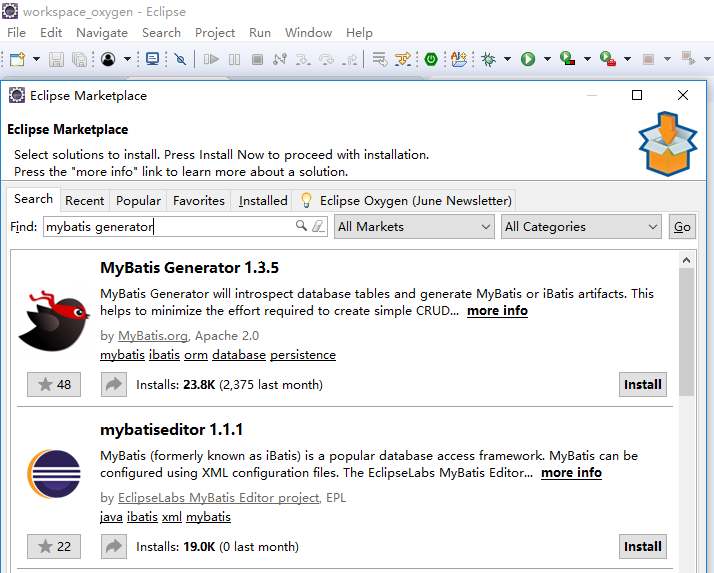 workspace_oxygen - Eclipse
File Edit Navigate Search Project Run Window Help
Eclipse Marketplace
Eclipse Marketplace
Select solutions to install. Press Install Now to proceed with installation.
Press the "more info" link to learn more about a solution.
Search Recent Popular Favorites Installed Eclipse Oxygen (June Newsletter)
Find: mybatis generator All Markets All Categories Go
MyBatis Generator 1.3.5
MyBatis Generator will introspect database tables and generate MyBatis or iBatis artifacts. This
helps to minimize the effort required to create simple CRUD... more info
by MyBatis.org, Apache 2.0
mybatis ibatis orm database persistence
48 Installs: 23.8K (2,375 last month) Install
mybatiseditor 1.1.1
MyBatis (formerly known as iBatis) is a popular database access framework. MyBatis can be
configured using XML configuration files. The EclipseLabs MyBatis Editor... more info
by EclipseLabs MyBatis Editor project, EPL
java ibatis xml mybatis
22 Installs: 19.0K (0 last month) Install